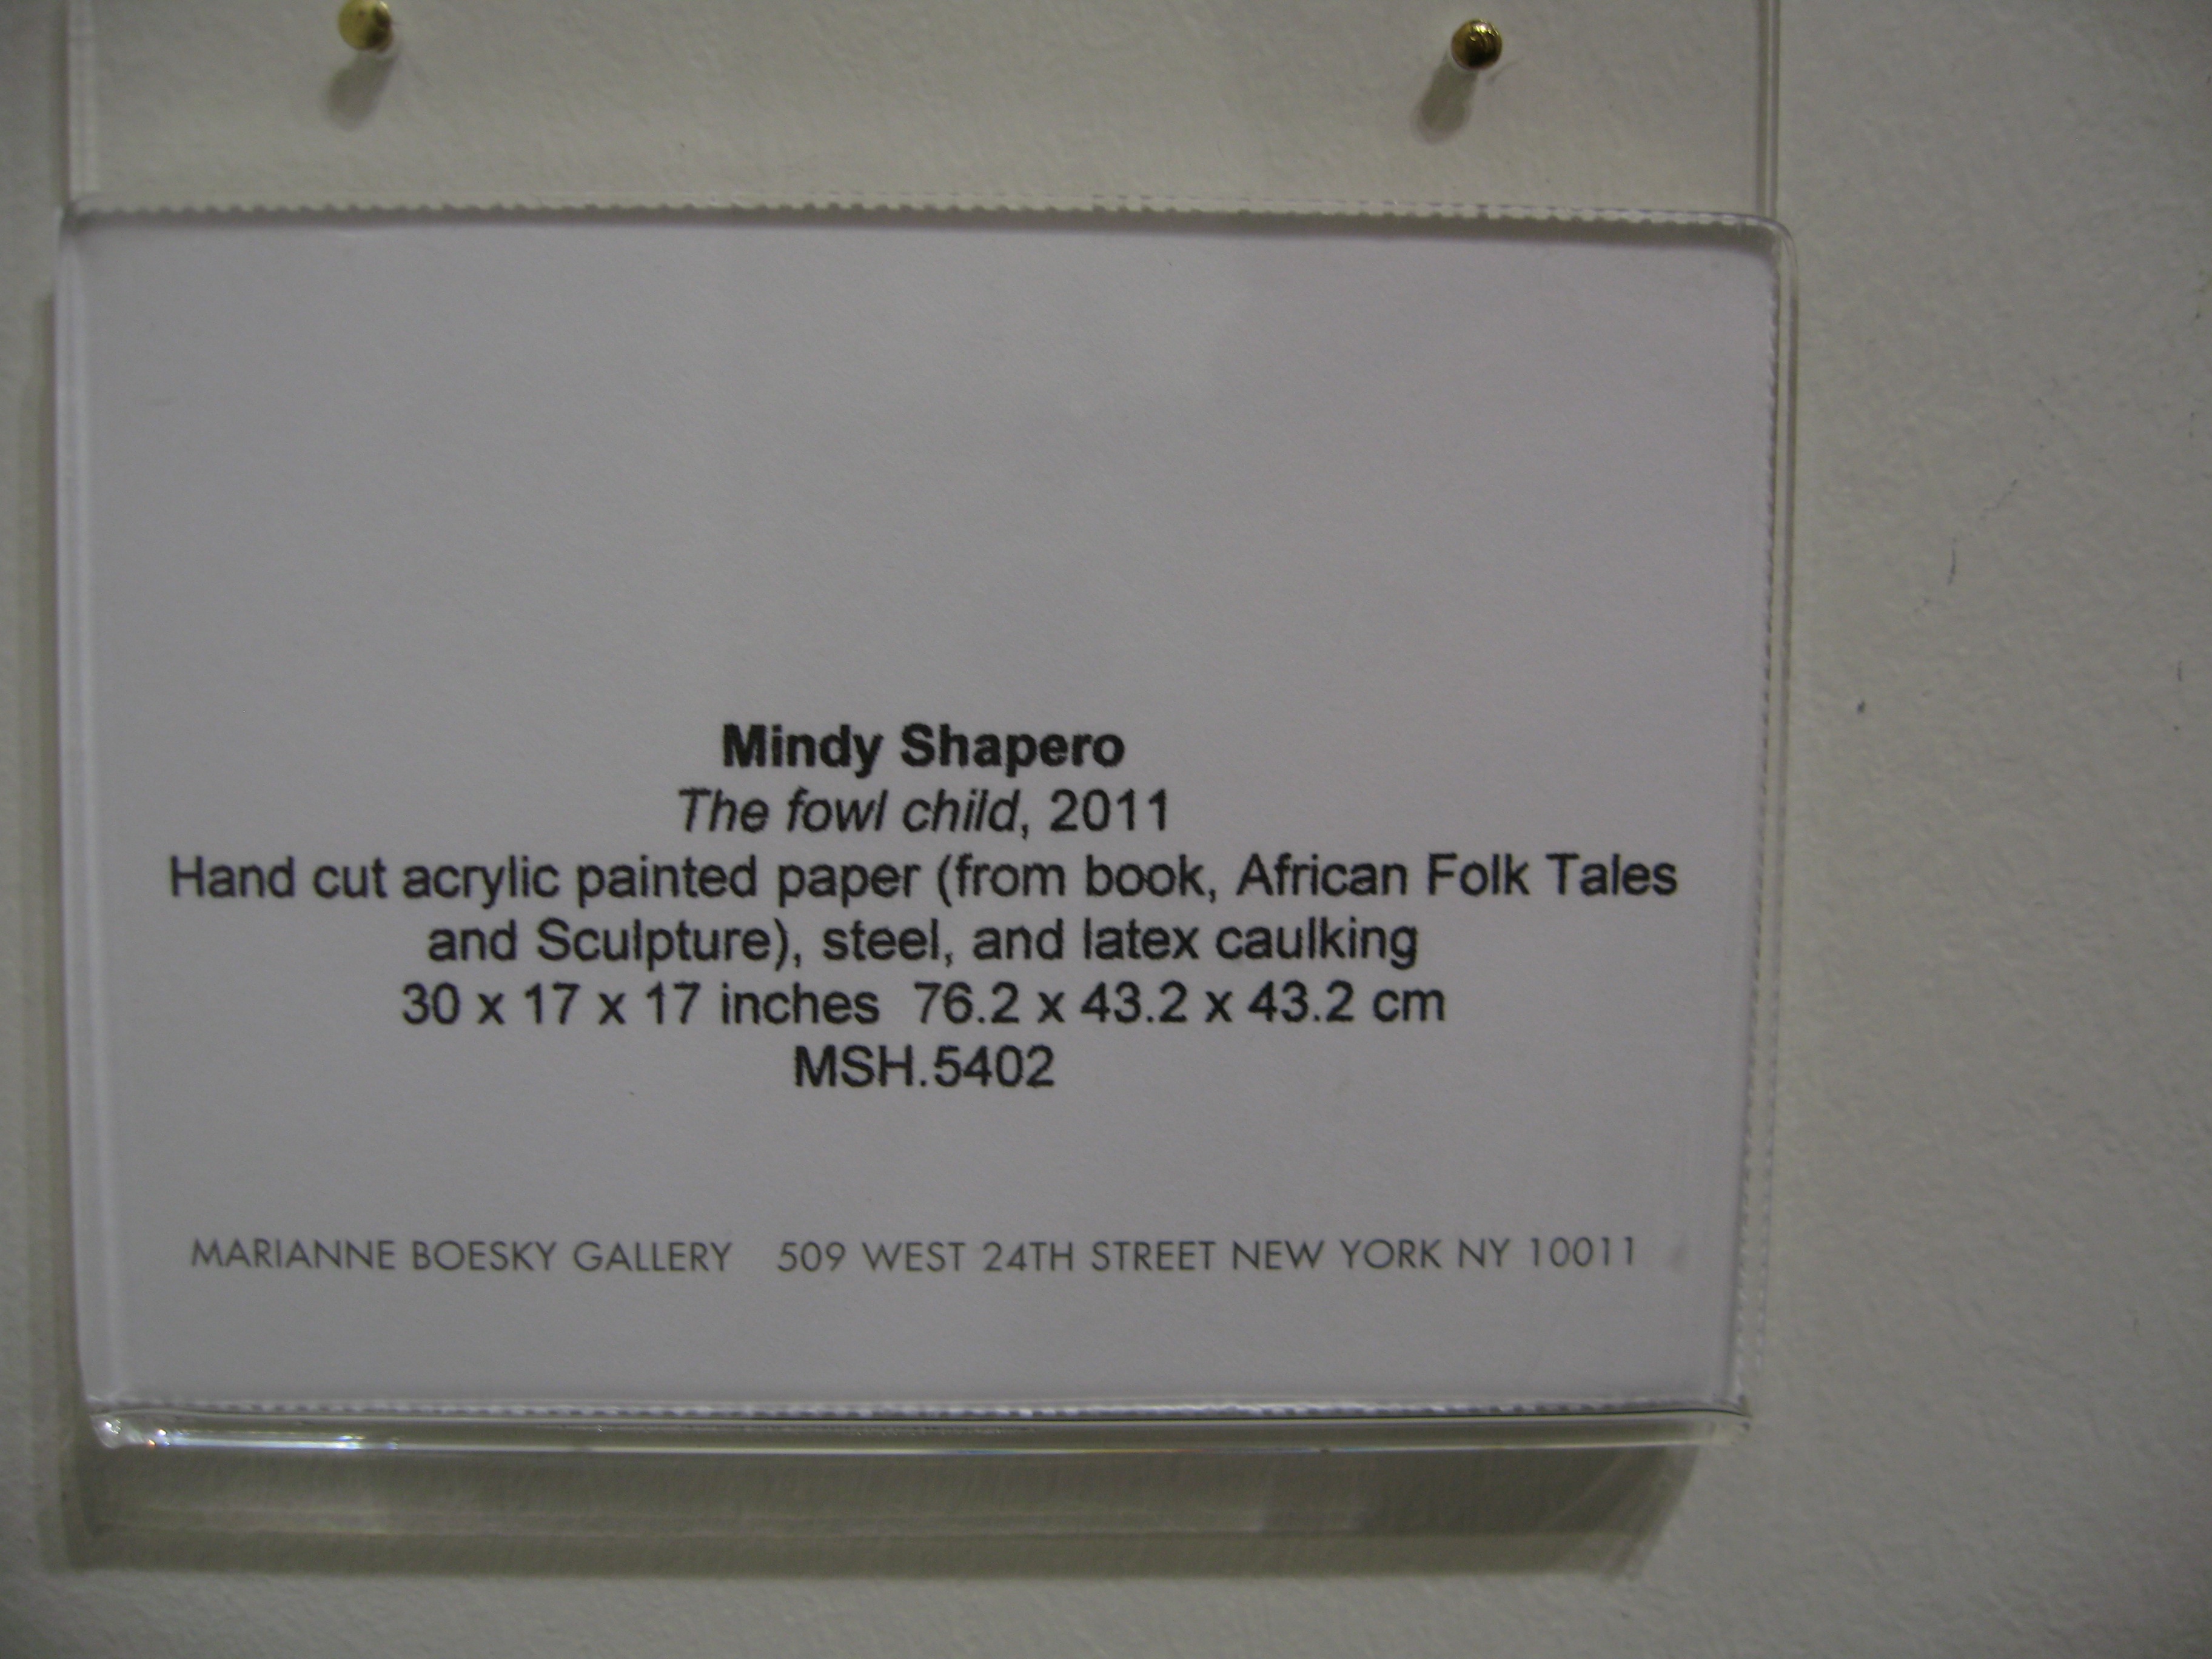 Mindy Shapero
The fowl child, 2011
Hand cut acrylic painted paper (from book, African Folk Tales
and Sculpture), steel, and latex caulking
30 x 17 x 17 inches  76.2 x 43.2 x 43.2 cm
MSH.5402
MARIANNE BOESKY GALLERY   509 WEST 24TH STREET NEW YORK NY 10011